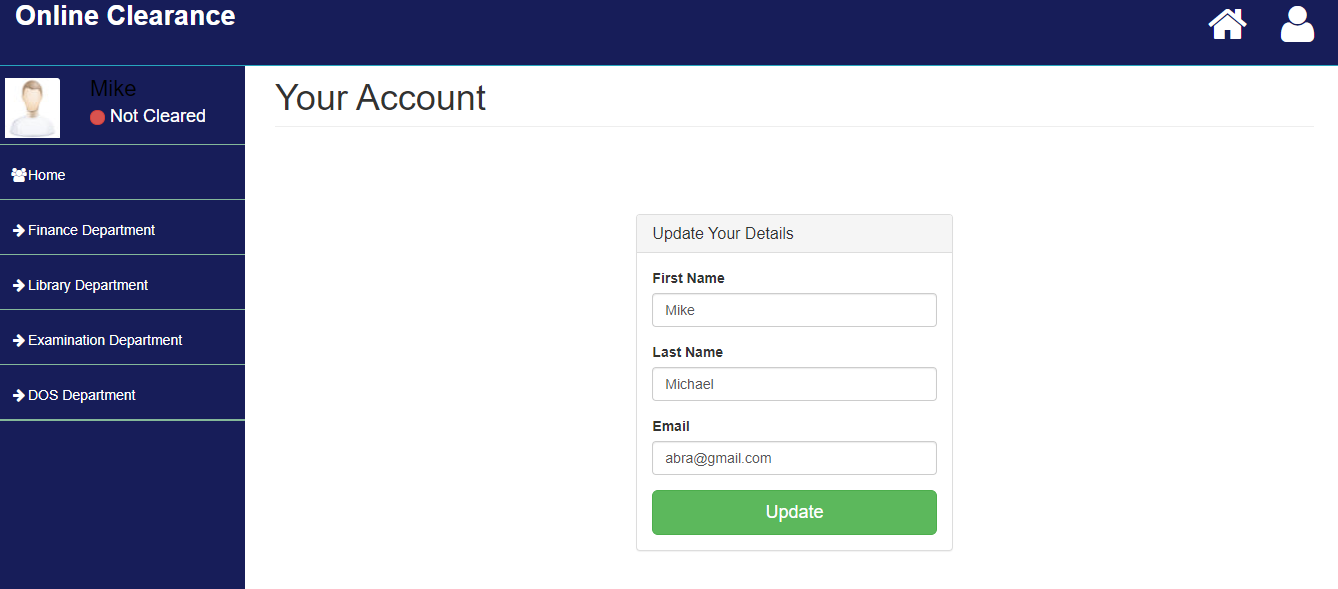 Online Clearance
Mike
Not Cleared
Home
Finance Department
Library Department
Examination Department
DOS Department
Your Account
Update Your Details
First Name
Mike
Last Name
Michael
Email
abra@gmail.com
Update